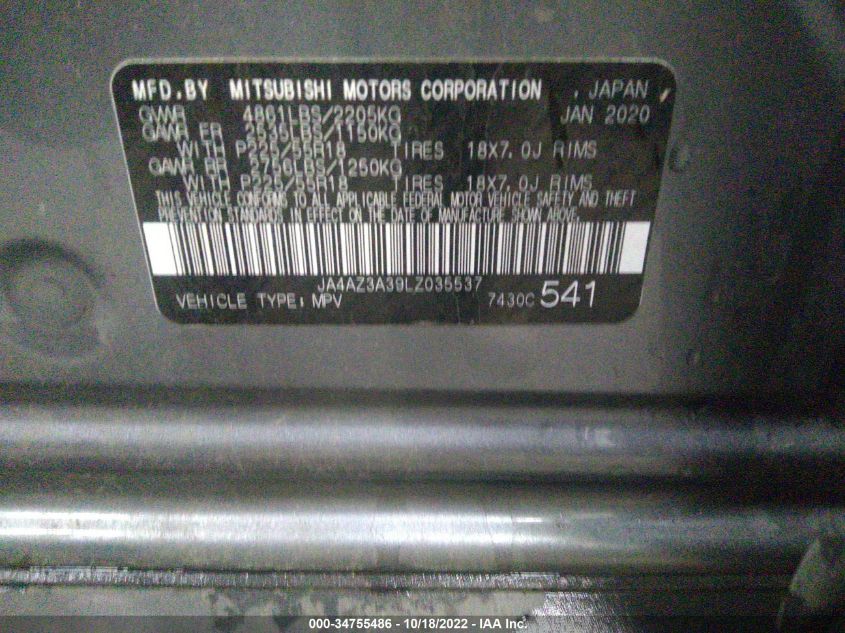 MFD.BY MITSUBISHI MOTORS CORPORATION , JAPAN
GVWR 4861LBS/2205KG JAN 2020
GAWR FR 2535LBS/1150KG
WITH P225/55R18 TIRES 18X7.0J RIMS
GAWR RR 2756LBS/1250KG
WITH P225/55R18 TIRES 18X7.0J RIMS
THIS VEHICLE CONFORMS TO ALL APPLICABLE FEDERAL MOTOR VEHICLE SAFETY AND THEFT
PREVENTION STANDARDS IN EFFECT ON THE DATE OF MANUFACTURE SHOWN ABOVE.
JA4AZ3A39LZ035537
VEHICLE TYPE: MPV 7430C 541
000-34755486 - 10/18/2022 - IAA Inc.